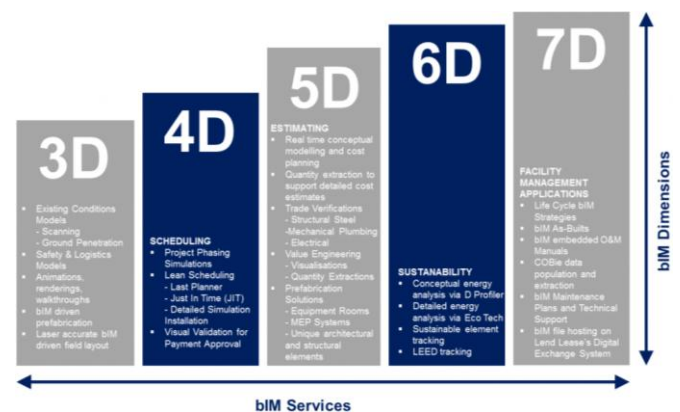 3D
Existing Conditions
Models
- Scanning
- Ground Penetration
Safety & Logistics
Models
Animations,
renderings,
walkthroughs
bIM driven
prefabrication
Laser accurate bIM
driven field layout
4D
SCHEDULING
Project Phasing
Simulations
Lean Scheduling
- Last Planner
- Just In Time (JIT)
- Detailed Simulation
Installation
Visual Validation for
Payment Approval
5D
ESTIMATING
Real time conceptual
modelling and cost
planning
Quantity extraction to
support detailed cost
estimates
Trade Verifications
- Structural Steel
-Mechanical Plumbing
- Electrical
Value Engineering
- Visualisations
- Quantity Extractions
Prefabrication
Solutions
- Equipment Rooms
- MEP Systems
- Unique architectural
and structural
elements
6D
SUSTANABILITY
Conceptual energy
analysis via D Profiler
Detailed energy
analysis via Eco Tech
Sustainable element
tracking
LEED tracking
7D
FACILITY
MANAGEMENT
APPLICATIONS
Life Cycle bIM
Strategies
bIM As-Builts
bIM embedded O&M
Manuals
COBie data
population and
extraction
bIM Maintenance
Plans and Technical
Support
bIM file hosting on
Lend Lease's Digital
Exchange System
bIM Dimensions
bIM Services